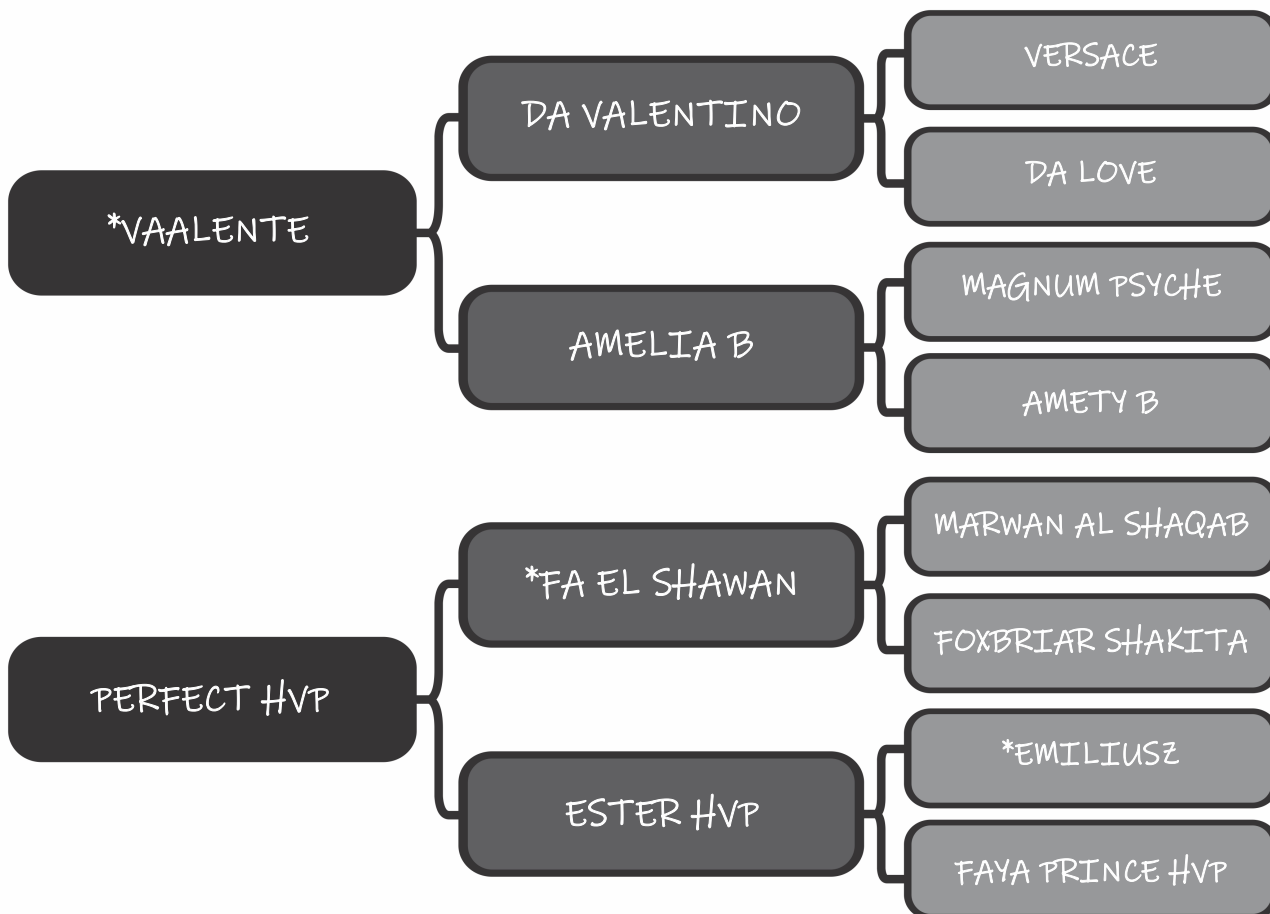 VERSACE
DA VALENTINO
DA LOVE
*VAALENTE
MAGNUM PSYCHE
AMELIA B
AMETY B
MARWAN AL SHAQAB
*FA EL SHAWAN
FOXBRIAR SHAKITA
PERFECT HVP
*EMILIUSZ
ESTER HVP
FAYA PRINCE HVP